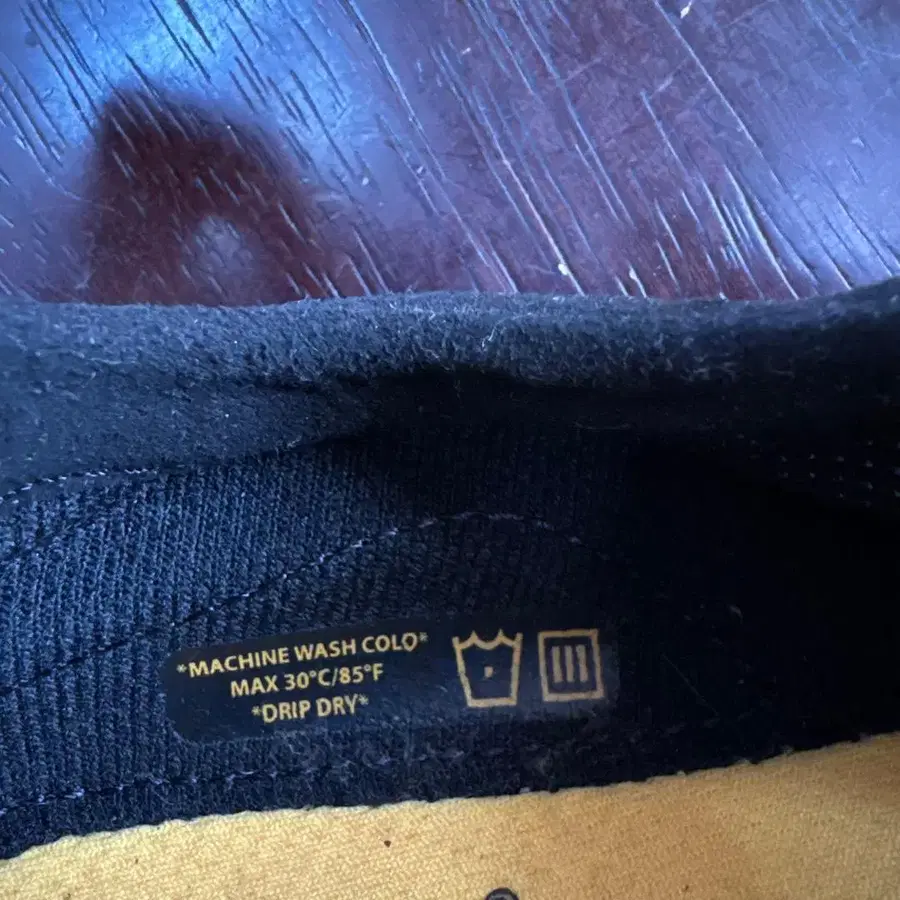 *MACHINE WASH COLD*
MAX 30°C/85°F
*DRIP DRY*